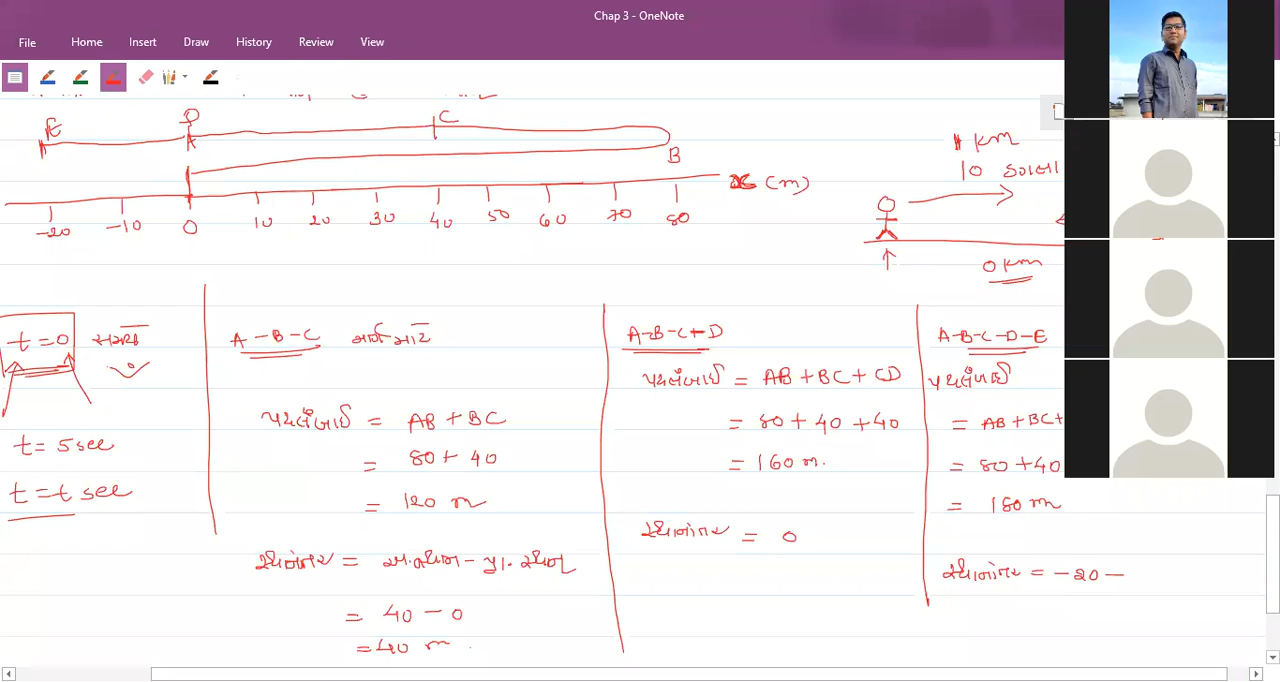 Chap 3 - OneNote
File Home Insert Draw History Review View
E D C
A
B
x (m)
-20 -10 0 10 20 30 40 50 60 70 80
1 km
10 કલાક
0 km
t=0 સમયે
t = 5 sec
t = t sec
A-B-C માર્ગ માટે
પથલંબાઈ = AB + BC
= 80 + 40
= 120 m
સ્થાનાંતર = અં.સ્થાન - પ્રા.સ્થાન
= 40 - 0
= 40 m
A-B-C-D
પથલંબાઈ = AB + BC + CD
= 80 + 40 + 40
= 160 m.
સ્થાનાંતર = 0
A-B-C-D-E
પથલંબાઈ
= AB + BC +
= 80 + 40
= 180 m
સ્થાનાંતર = -20 -